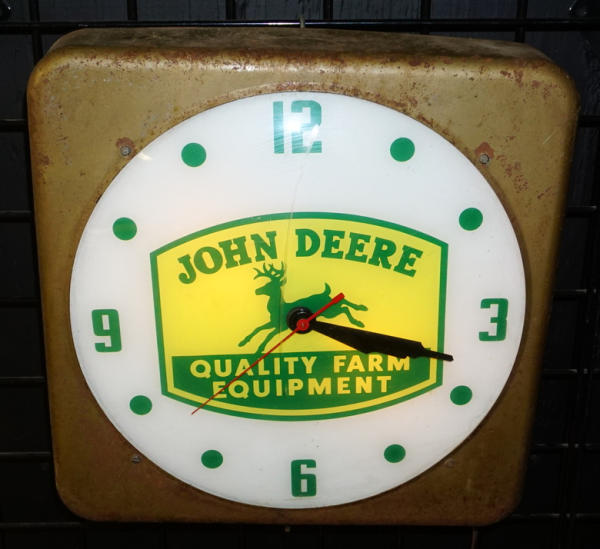 12
JOHN DEERE
9 3
QUALITY FARM
EQUIPMENT
6